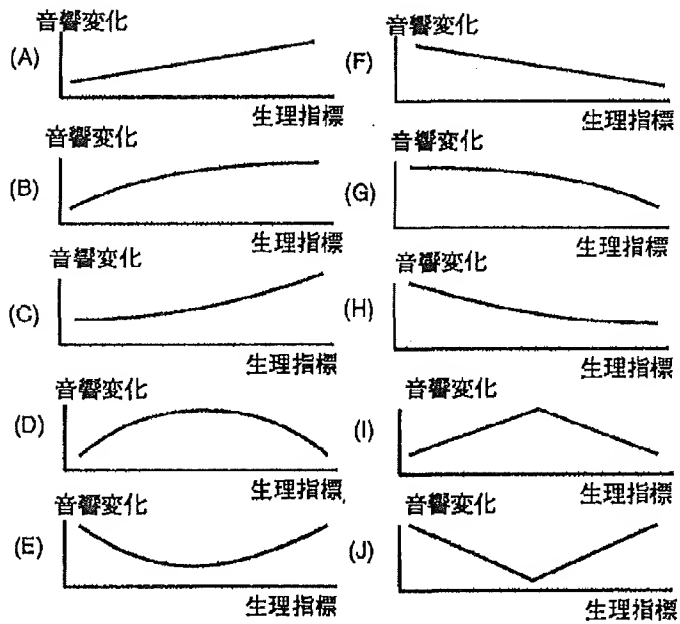 音響変化
(A)
生理指標
音響変化
(B)
生理指標
音響変化
(C)
生理指標
音響変化
(D)
生理指標
音響変化
(E)
生理指標
音響変化
(F)
生理指標
音響変化
(G)
生理指標
音響変化
(H)
生理指標
音響変化
(I)
生理指標
音響変化
(J)
生理指標